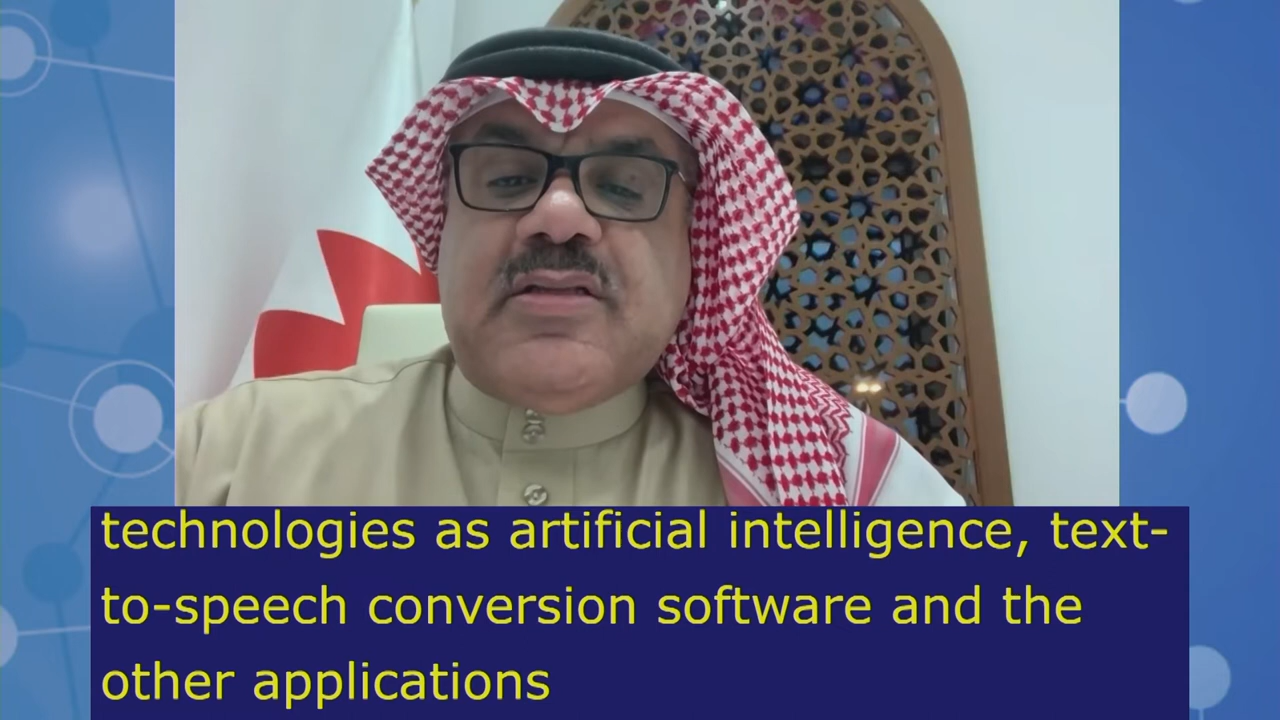 technologies as artificial intelligence, text-
to-speech conversion software and the
other applications